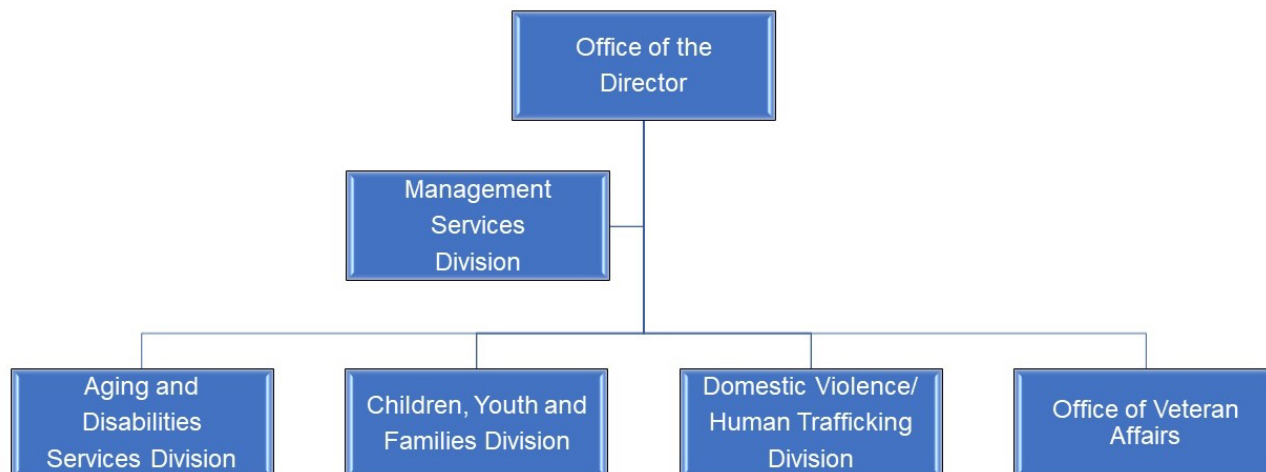 Office of the
Director
Management
Services
Division
Aging and
Disabilities
Services Division
Children, Youth and
Families Division
Domestic Violence/
Human Trafficking
Division
Office of Veteran
Affairs